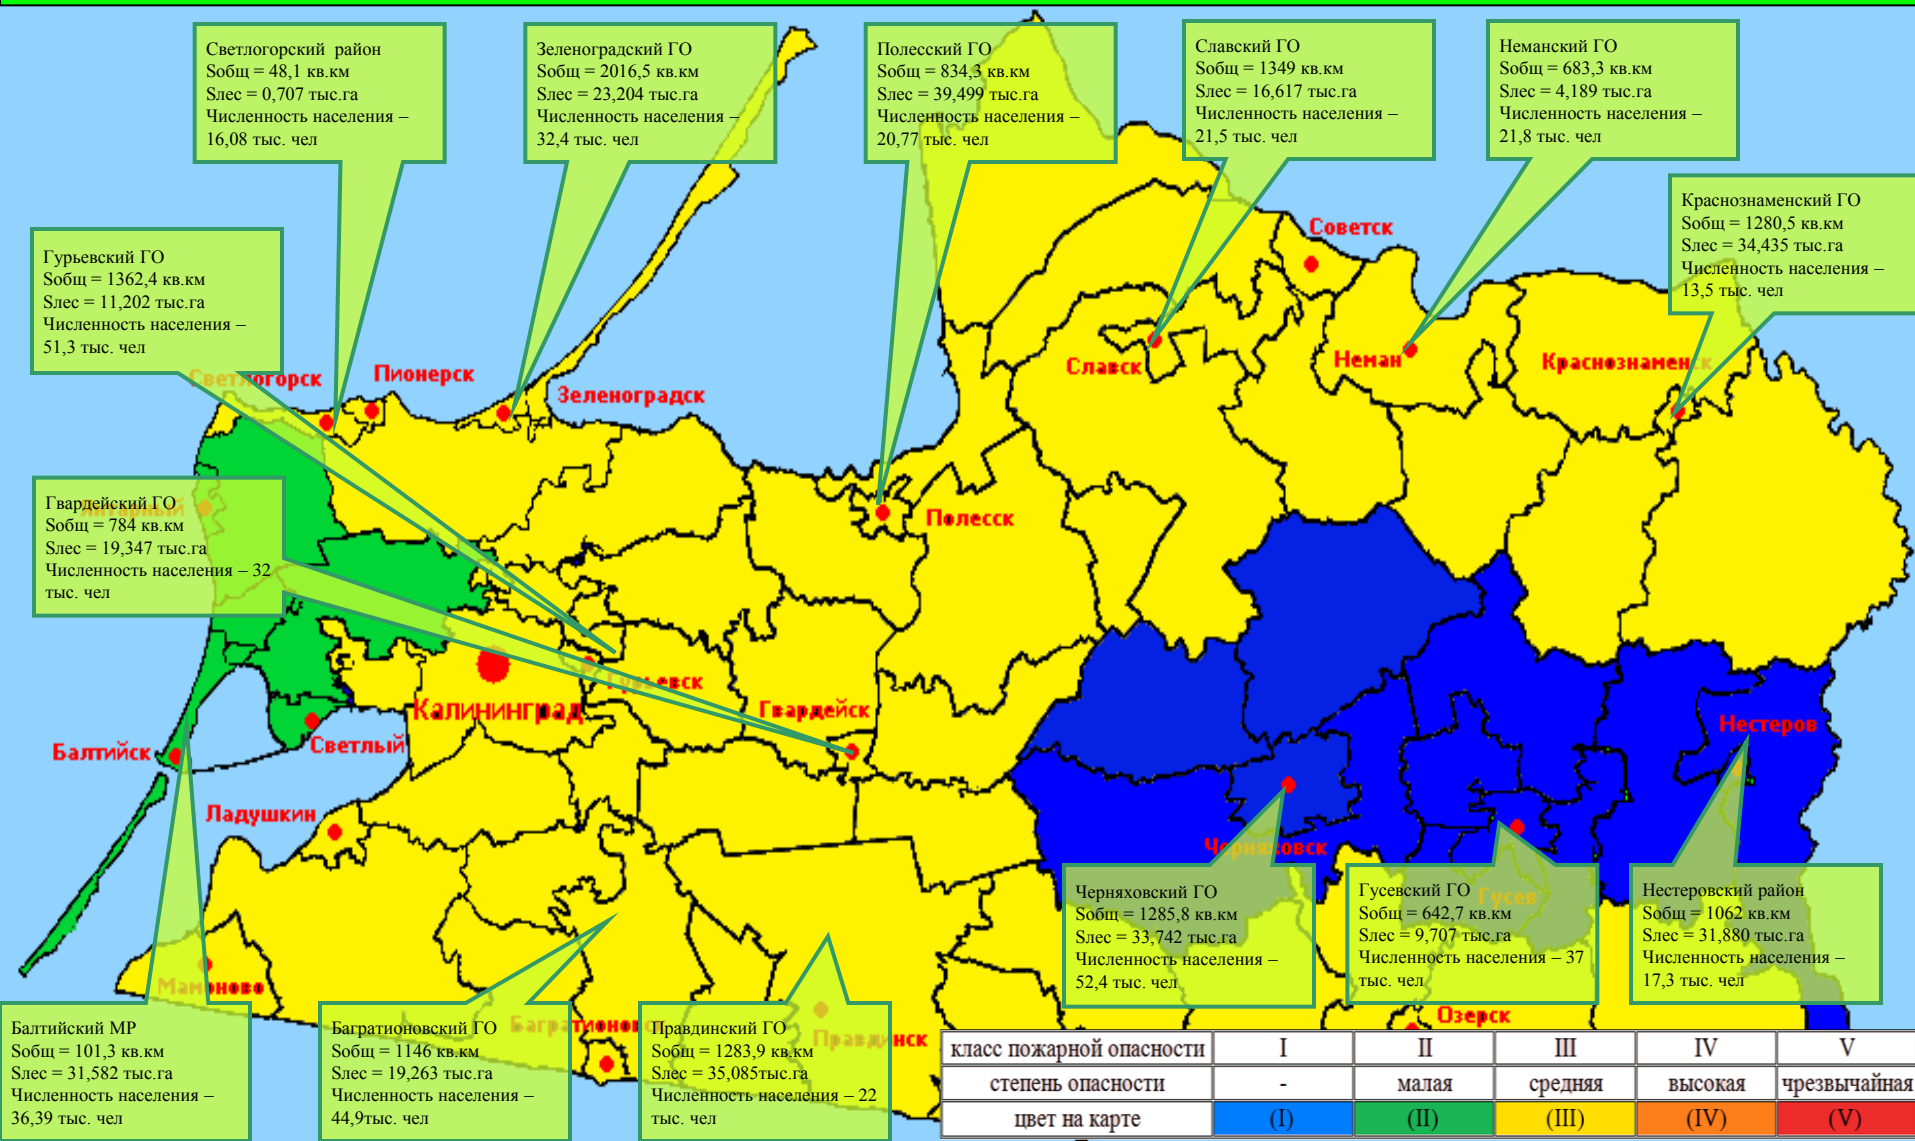 Светлогорский район
Sобщ = 48,1 кв.км
Sлес = 0,707 тыс.га
Численность населения –
16,08 тыс. чел
Зеленоградский ГО
Sобщ = 2016,5 кв.км
Sлес = 23,204 тыс.га
Численность населения –
32,4 тыс. чел
Полесский ГО
Sобщ = 834,3 кв.км
Sлес = 39,499 тыс.га
Численность населения –
20,77 тыс. чел
Славский ГО
Sобщ = 1349 кв.км
Sлес = 16,617 тыс.га
Численность населения –
21,5 тыс. чел
Неманский ГО
Sобщ = 683,3 кв.км
Sлес = 4,189 тыс.га
Численность населения –
21,8 тыс. чел
Краснознаменский ГО
Sобщ = 1280,5 кв.км
Sлес = 34,435 тыс.га
Численность населения –
13,5 тыс. чел
Гурьевский ГО
Sобщ = 1362,4 кв.км
Sлес = 11,202 тыс.га
Численность населения –
51,3 тыс. чел
Советск
Славск
Неман
Краснознаменск
Светлогорск
Пионерск
Зеленоградск
Гвардейский ГО
Sобщ = 784 кв.км
Sлес = 19,347 тыс.га
Численность населения – 32
тыс. чел
Янтарный
Полесск
Гурьевск
Калининград
Гвардейск
Нестеров
Светлый
Балтийск
Ладушкин
Черняховск
Гусев
Мамоново
Багратионовск
Правдинск
Озерск
Черняховский ГО
Sобщ = 1285,8 кв.км
Sлес = 33,742 тыс.га
Численность населения –
52,4 тыс. чел
Гусевский ГО
Sобщ = 642,7 кв.км
Sлес = 9,707 тыс.га
Численность населения – 37
тыс. чел
Нестеровский район
Sобщ = 1062 кв.км
Sлес = 31,880 тыс.га
Численность населения –
17,3 тыс. чел
Балтийский МР
Sобщ = 101,3 кв.км
Sлес = 31,582 тыс.га
Численность населения –
36,39 тыс. чел
Багратионовский ГО
Sобщ = 1146 кв.км
Sлес = 19,263 тыс.га
Численность населения –
44,9тыс. чел
Правдинский ГО
Sобщ = 1283,9 кв.км
Sлес = 35,085тыс.га
Численность населения – 22
тыс. чел
класс пожарной опасности I II III IV V
степень опасности - малая средняя высокая чрезвычайная
цвет на карте (I) (II) (III) (IV) (V)